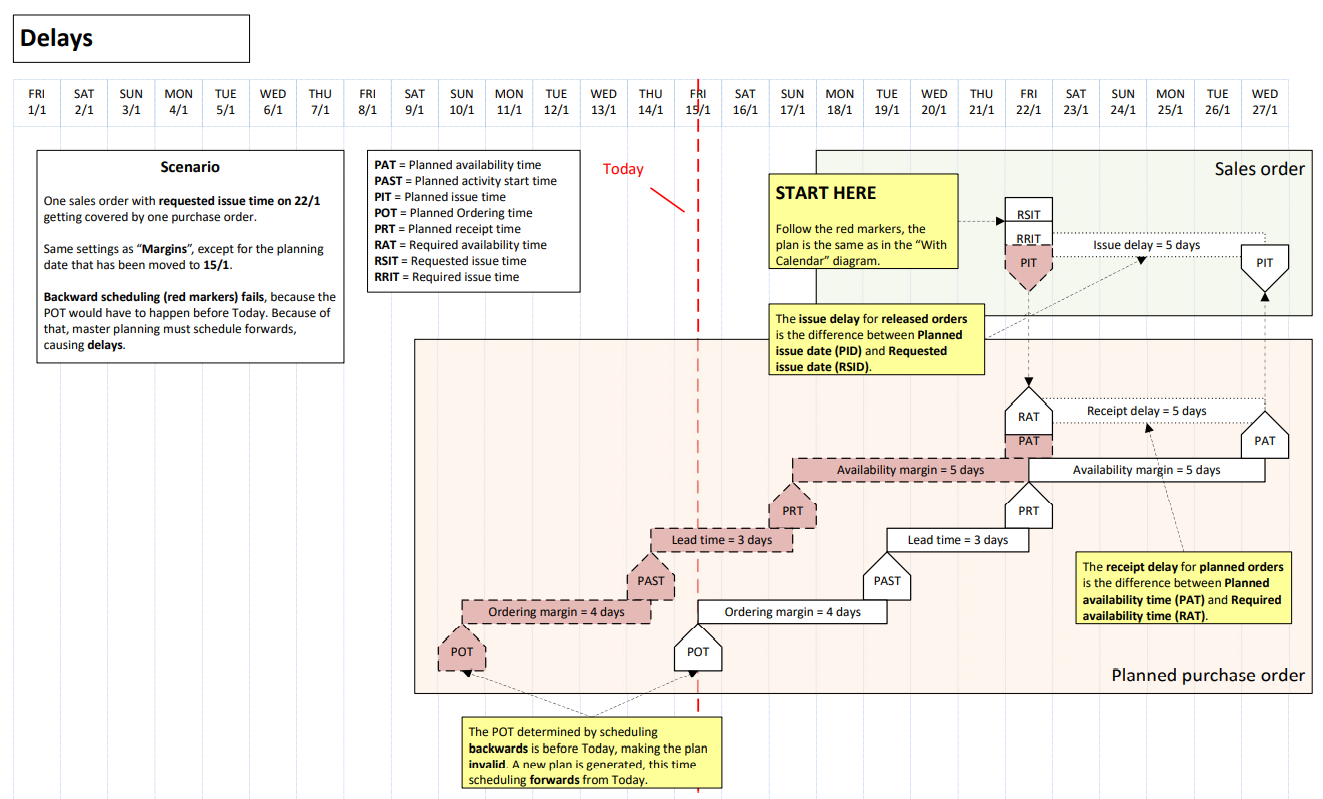 Delays
FRI SAT SUN MON TUE WED THU FRI SAT SUN MON TUE WED THU FRI SAT SUN MON TUE WED THU FRI SAT SUN MON TUE WED
1/1 2/1 3/1 4/1 5/1 6/1 7/1 8/1 9/1 10/1 11/1 12/1 13/1 14/1 15/1 16/1 17/1 18/1 19/1 20/1 21/1 22/1 23/1 24/1 25/1 26/1 27/1
Scenario
One sales order with requested issue time on 22/1
getting covered by one purchase order.
Same settings as “Margins”, except for the planning
date that has been moved to 15/1.
Backward scheduling (red markers) fails, because the
POT would have to happen before Today. Because of
that, master planning must schedule forwards,
causing delays.
PAT = Planned availability time
PAST = Planned activity start time
PIT = Planned issue time
POT = Planned Ordering time
PRT = Planned receipt time
RAT = Required availability time
RSIT = Requested issue time
RRIT = Required issue time
Today
Sales order
START HERE
Follow the red markers, the
plan is the same as in the “With
Calendar” diagram.
RSIT
RRIT
Issue delay = 5 days
PIT
PIT
The issue delay for released orders
is the difference between Planned
issue date (PID) and Requested
issue date (RSID).
RAT
Receipt delay = 5 days
PAT
PAT
Availability margin = 5 days
Availability margin = 5 days
PRT
PRT
Lead time = 3 days
Lead time = 3 days
PAST
PAST
The receipt delay for planned orders
is the difference between Planned
availability time (PAT) and Required
availability time (RAT).
Ordering margin = 4 days
Ordering margin = 4 days
POT
POT
Planned purchase order
The POT determined by scheduling
backwards is before Today, making the plan
invalid. A new plan is generated, this time
scheduling forwards from Today.